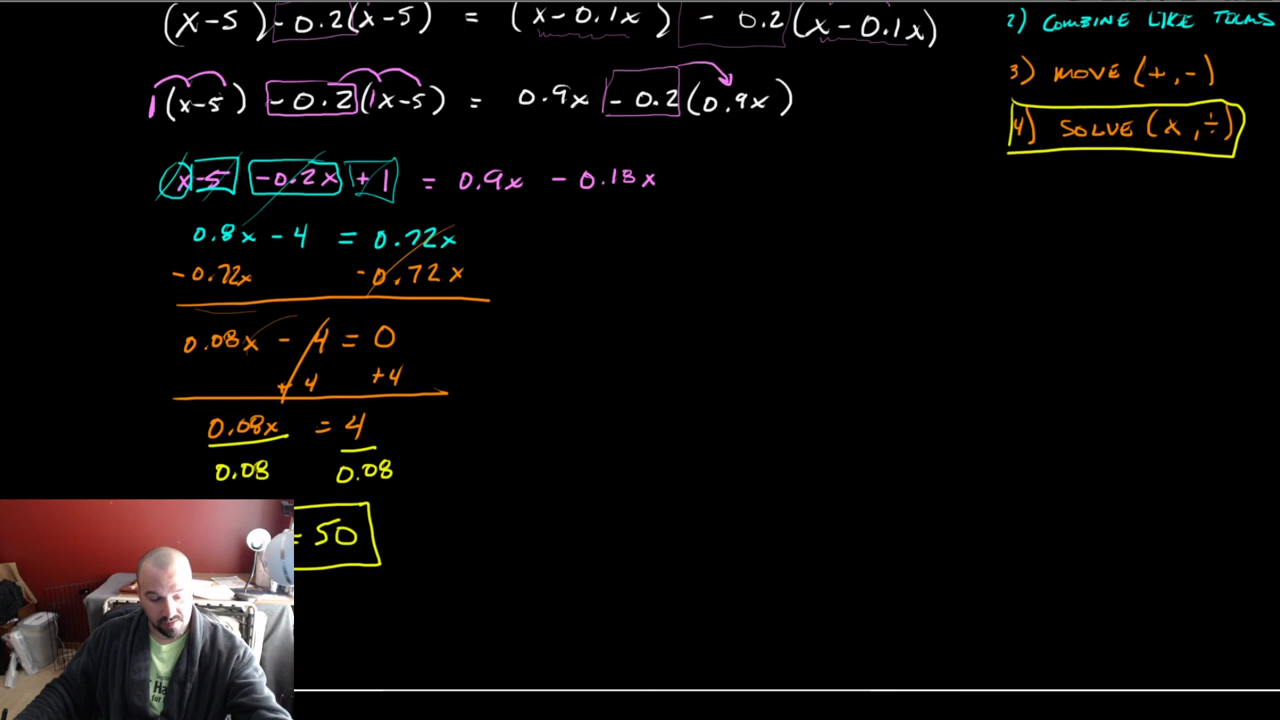 (x-5) -0.2(x-5) = (x-0.1x) - 0.2(x-0.1x)
2) COMBINE LIKE TERMS
3) MOVE (+,-)
4) SOLVE (x,÷)
1(x-5) -0.2(1x-5) = 0.9x - 0.2(0.9x)
x-5 -0.2x +1 = 0.9x - 0.18x
0.8x - 4 = 0.72x
-0.72x -0.72x
0.08x - 4 = 0
+4 +4
0.08x = 4
0.08 0.08
= 50